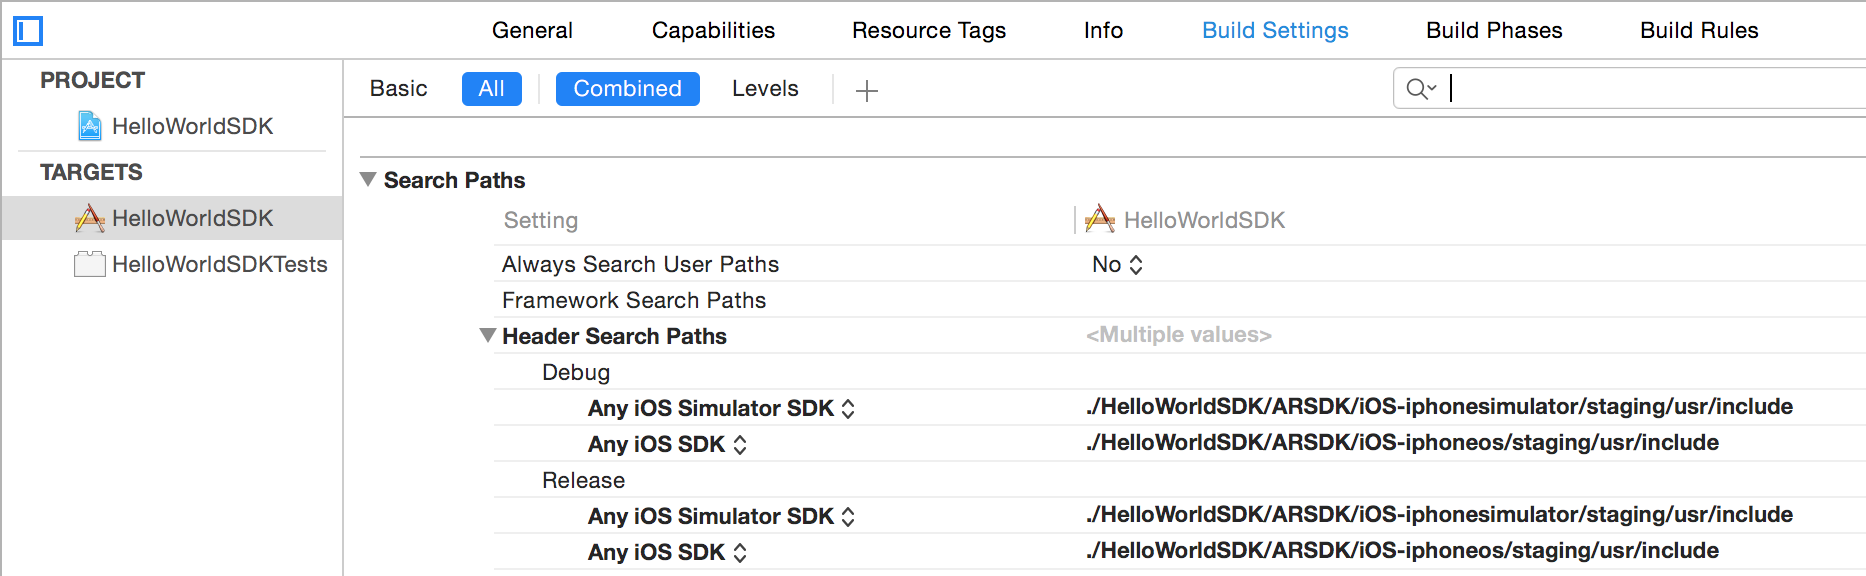 General Capabilities Resource Tags Info Build Settings Build Phases Build Rules
PROJECT
HelloWorldSDK
TARGETS
HelloWorldSDK
HelloWorldSDKTests
Basic All Combined Levels
Search Paths
Setting HelloWorldSDK
Always Search User Paths No
Framework Search Paths
Header Search Paths <Multiple values>
Debug
Any iOS Simulator SDK ./HelloWorldSDK/ARSDK/iOS-iphonesimulator/staging/usr/include
Any iOS SDK ./HelloWorldSDK/ARSDK/iOS-iphoneos/staging/usr/include
Release
Any iOS Simulator SDK ./HelloWorldSDK/ARSDK/iOS-iphonesimulator/staging/usr/include
Any iOS SDK ./HelloWorldSDK/ARSDK/iOS-iphoneos/staging/usr/include